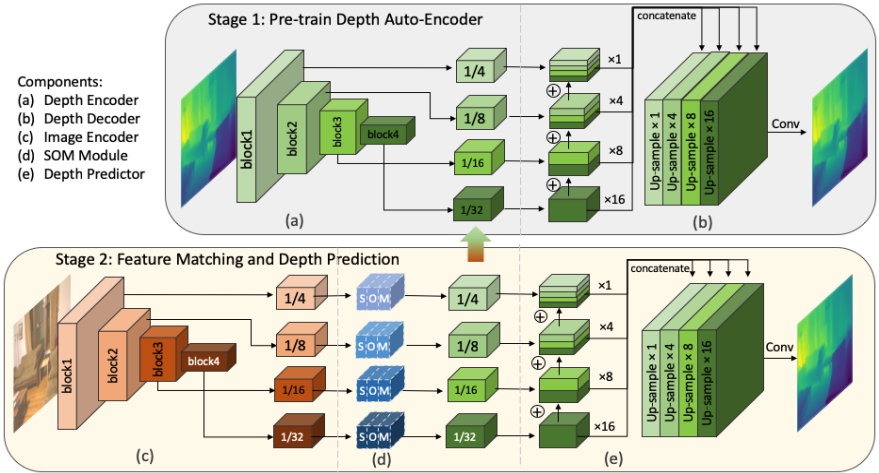 Stage 1: Pre-train Depth Auto-Encoder
Components:
(a) Depth Encoder
(b) Depth Decoder
(c) Image Encoder
(d) SOM Module
(e) Depth Predictor
block1
block2
block3
block4
1/4
1/8
1/16
1/32
×1
×4
×8
×16
concatenate
Up-sample × 1
Up-sample × 4
Up-sample × 8
Up-sample × 16
Conv
(a)
(b)
Stage 2: Feature Matching and Depth Prediction
block1
block2
block3
block4
1/4
1/8
1/16
1/32
SOM
SOM
SOM
SOM
1/4
1/8
1/16
1/32
×1
×4
×8
×16
concatenate
Up-sample × 1
Up-sample × 4
Up-sample × 8
Up-sample × 16
Conv
(c)
(d)
(e)